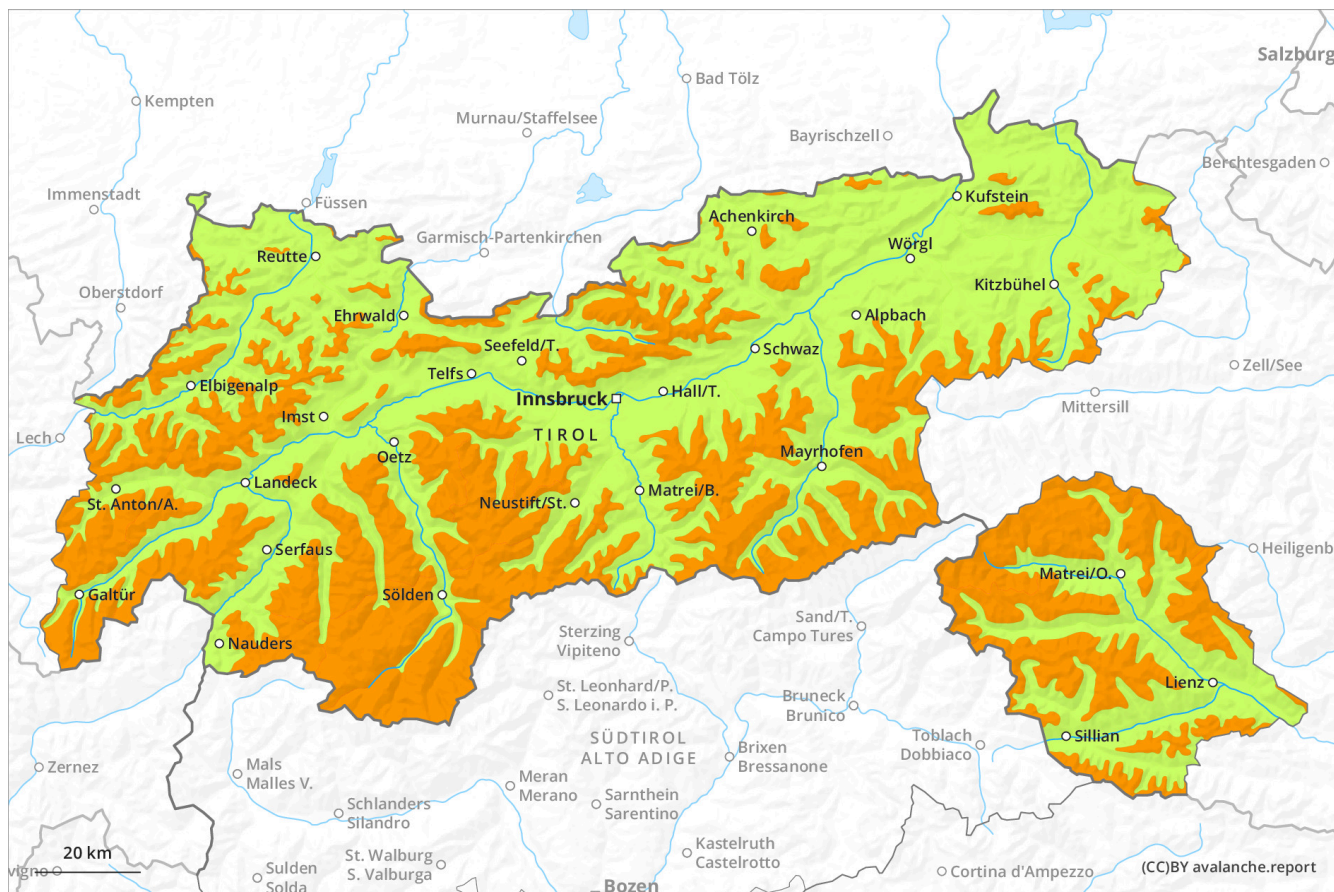 Salzburg
Bad Tölz
Kempten
Murnau/Staffelsee
Bayrischzell
Berchtesgaden
Immenstadt
Füssen
Kufstein
Achenkirch
Garmisch-Partenkirchen
Reutte
Wörgl
Oberstdorf
Kitzbühel
Ehrwald
Alpbach
Seefeld/T.
Schwaz
Zell/See
Telfs
Elbigenalp
Innsbruck
Hall/T.
Mittersill
Imst
Lech
TIROL
Oetz
Mayrhofen
Landeck
Matrei/B.
St. Anton/A.
Neustift/St.
Serfaus
Heiligenb
Matrei/O.
Galtür
Sölden
Sand/T.
Campo Tures
Sterzing
Vipiteno
Nauders
Lienz
St. Leonhard/P.
S. Leonardo i. P.
Bruneck
Brunico
SÜDTIROL
ALTO ADIGE
Toblach
Dobbiaco
Sillian
Brixen
Bressanone
Zernez
Mals
Malles V.
Meran
Merano
Sarnthein
Sarentino
Schlanders
Silandro
Kastelruth
Castelrotto
20 km
St. Walburg
S. Valburga
(CC)BY avalanche.report
vigno
Sulden
Solda
Cortina d'Ampezzo
Bozen